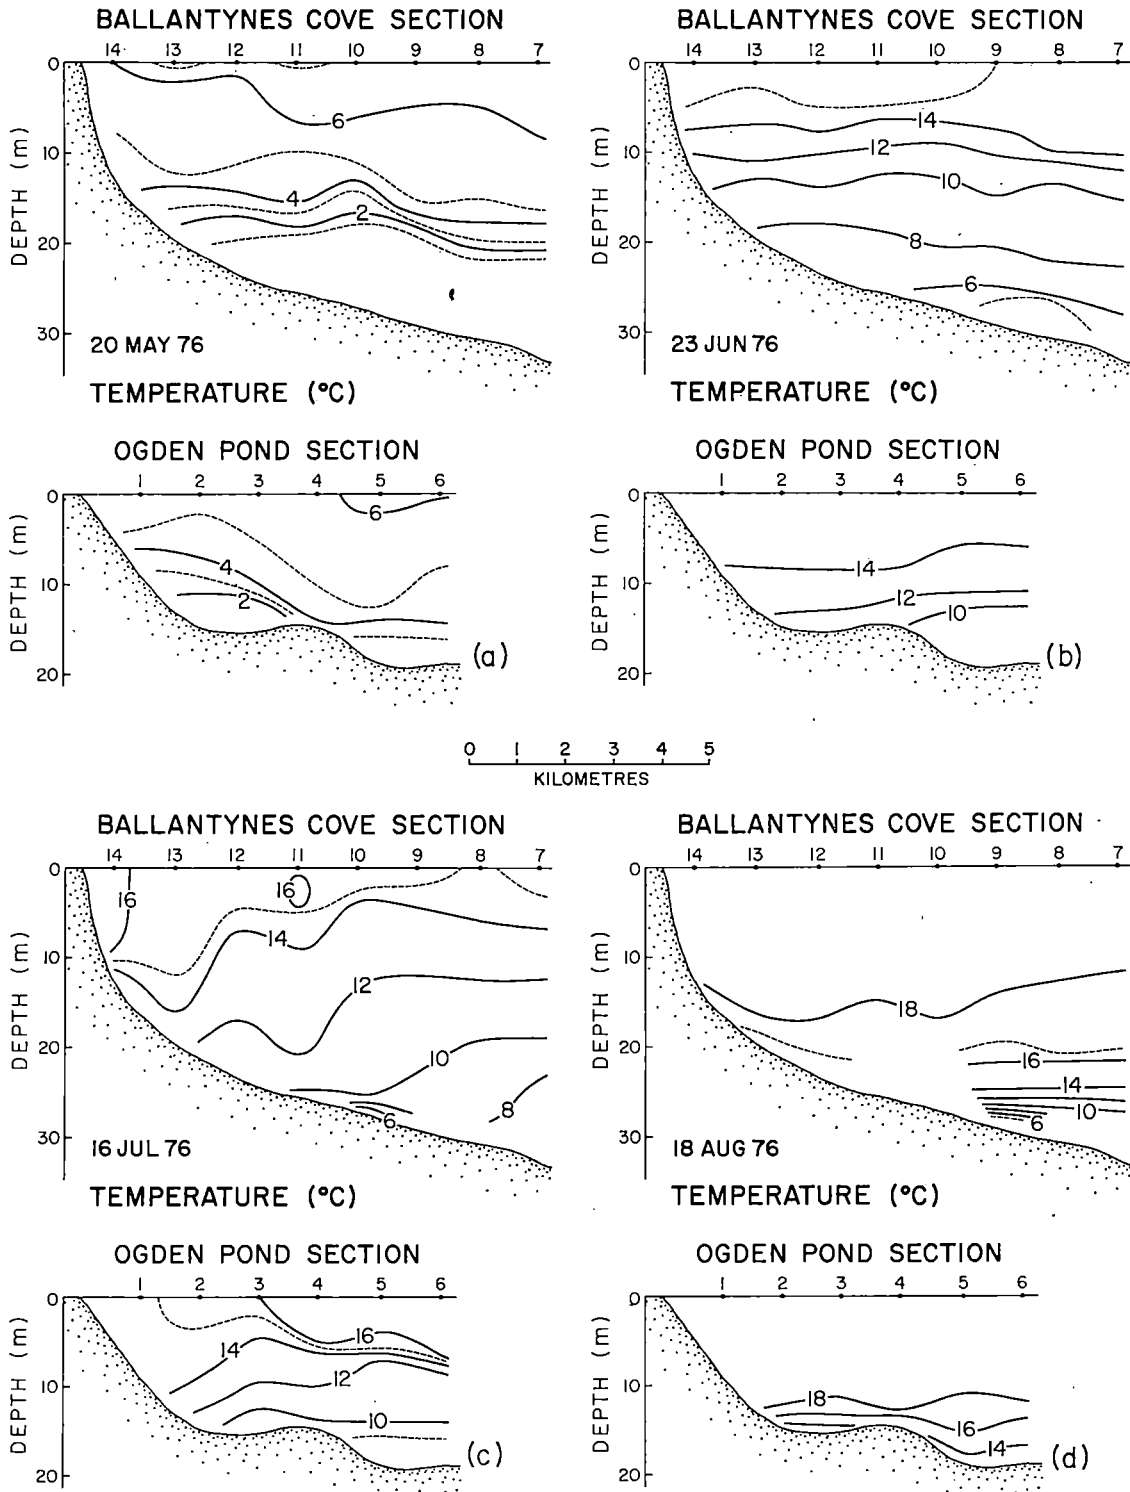 BALLANTYNES COVE SECTION
14 13 12 11 10 9 8 7
0
10
20
30
DEPTH (m)
6
4
2
20 MAY 76
TEMPERATURE (°C)
BALLANTYNES COVE SECTION
14 13 12 11 10 9 8 7
0
10
20
30
DEPTH (m)
14
12
10
8
6
23 JUN 76
TEMPERATURE (°C)
OGDEN POND SECTION
1 2 3 4 5 6
0
10
20
DEPTH (m)
6
4
2
(a)
OGDEN POND SECTION
1 2 3 4 5 6
0
10
20
DEPTH (m)
14
12
10
(b)
0 1 2 3 4 5
KILOMETRES
BALLANTYNES COVE SECTION
14 13 12 11 10 9 8 7
0
10
20
30
DEPTH (m)
16
16
14
12
10
8
6
16 JUL 76
TEMPERATURE (°C)
BALLANTYNES COVE SECTION
14 13 12 11 10 9 8 7
0
10
20
30
DEPTH (m)
18
16
14
10
6
18 AUG 76
TEMPERATURE (°C)
OGDEN POND SECTION
1 2 3 4 5 6
0
10
20
DEPTH (m)
16
14
12
10
(c)
OGDEN POND SECTION
1 2 3 4 5 6
0
10
20
DEPTH (m)
18
16
14
(d)